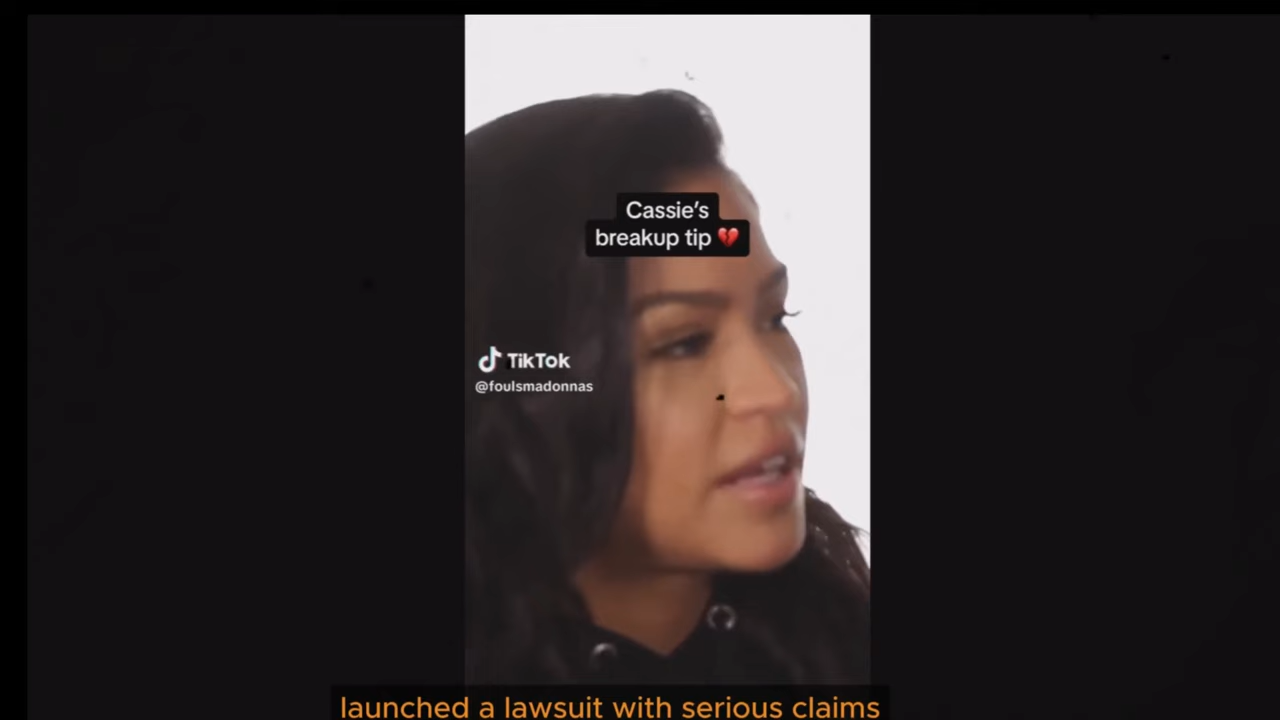 Cassie’s
breakup tip 💔
TikTok
@foulsmadonnas
launched a lawsuit with serious claims